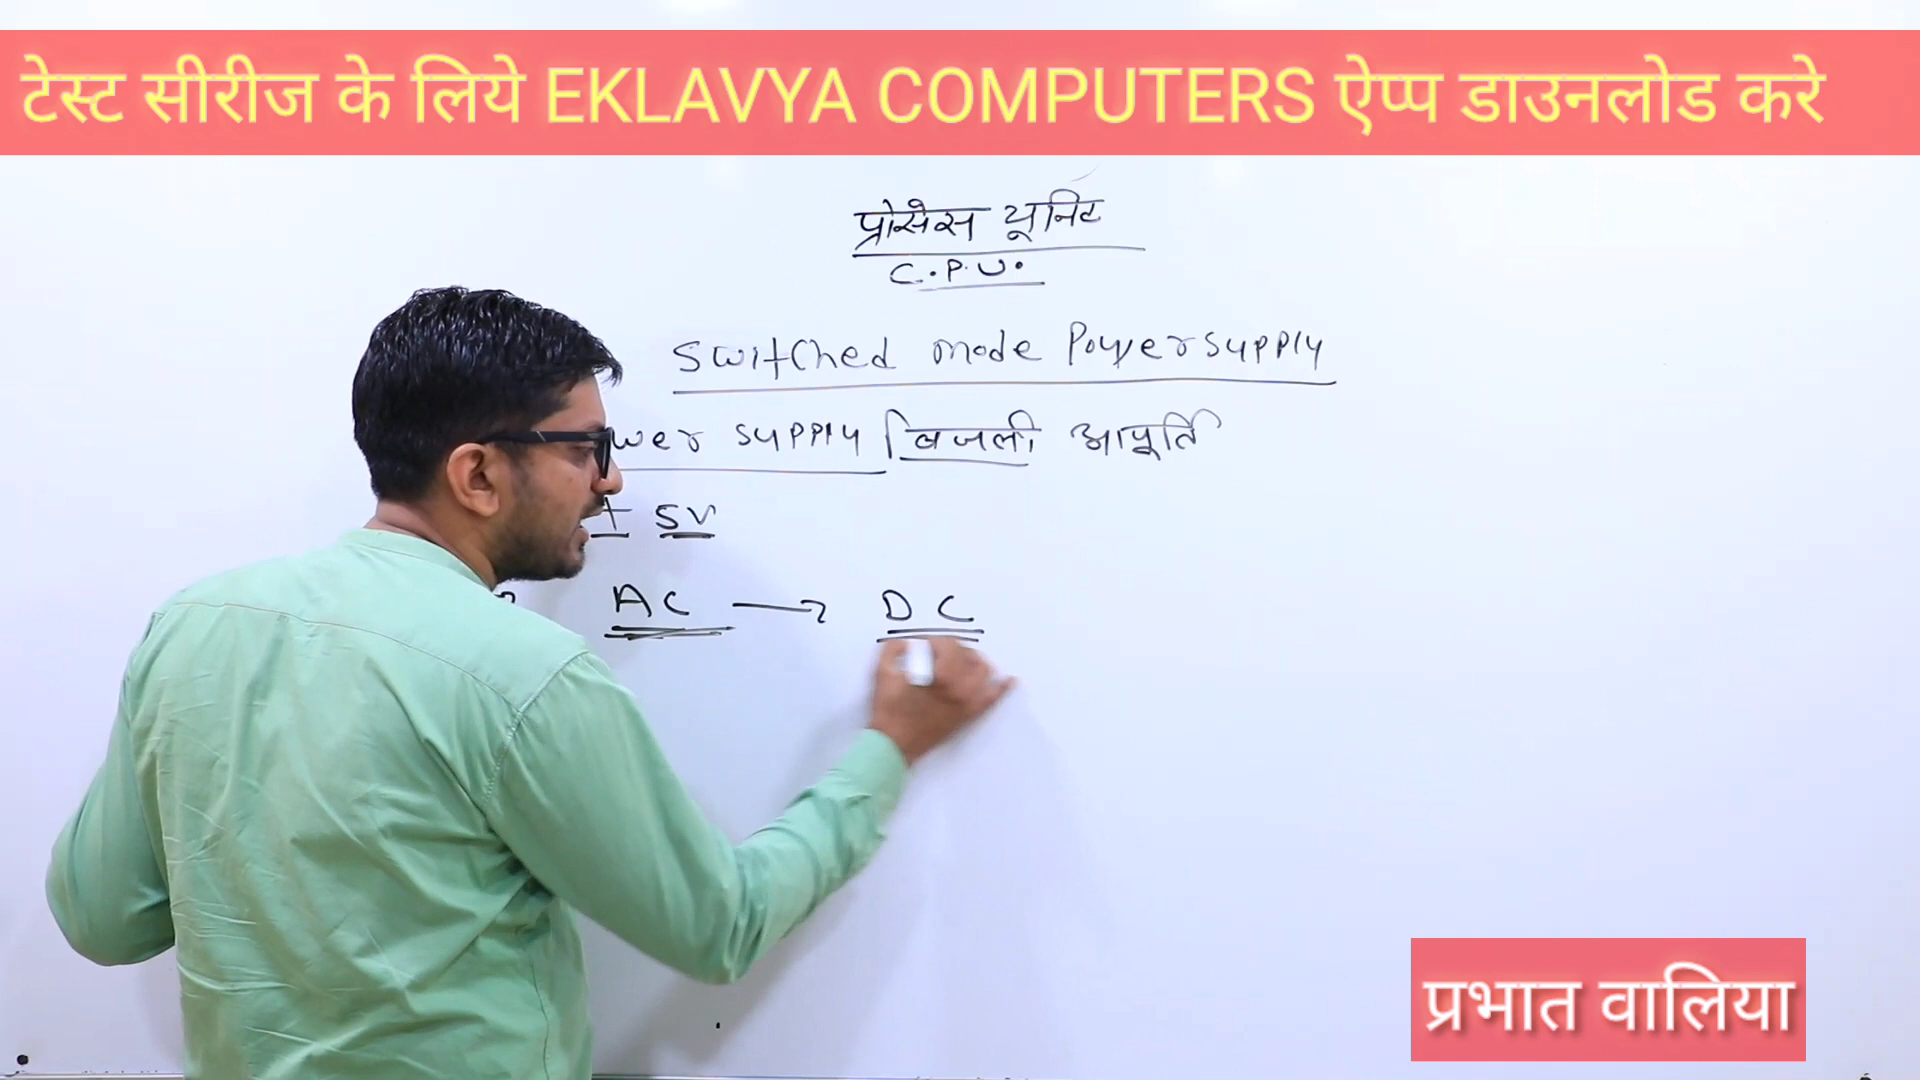 टेस्ट सीरीज के लिये EKLAVYA COMPUTERS ऐप्प डाउनलोड करे
प्रोसेस यूनिट
C.P.U.
Switched mode Power supply
wer supply विजली आपूर्ति
± 5V
AC → DC
प्रभात वालिया